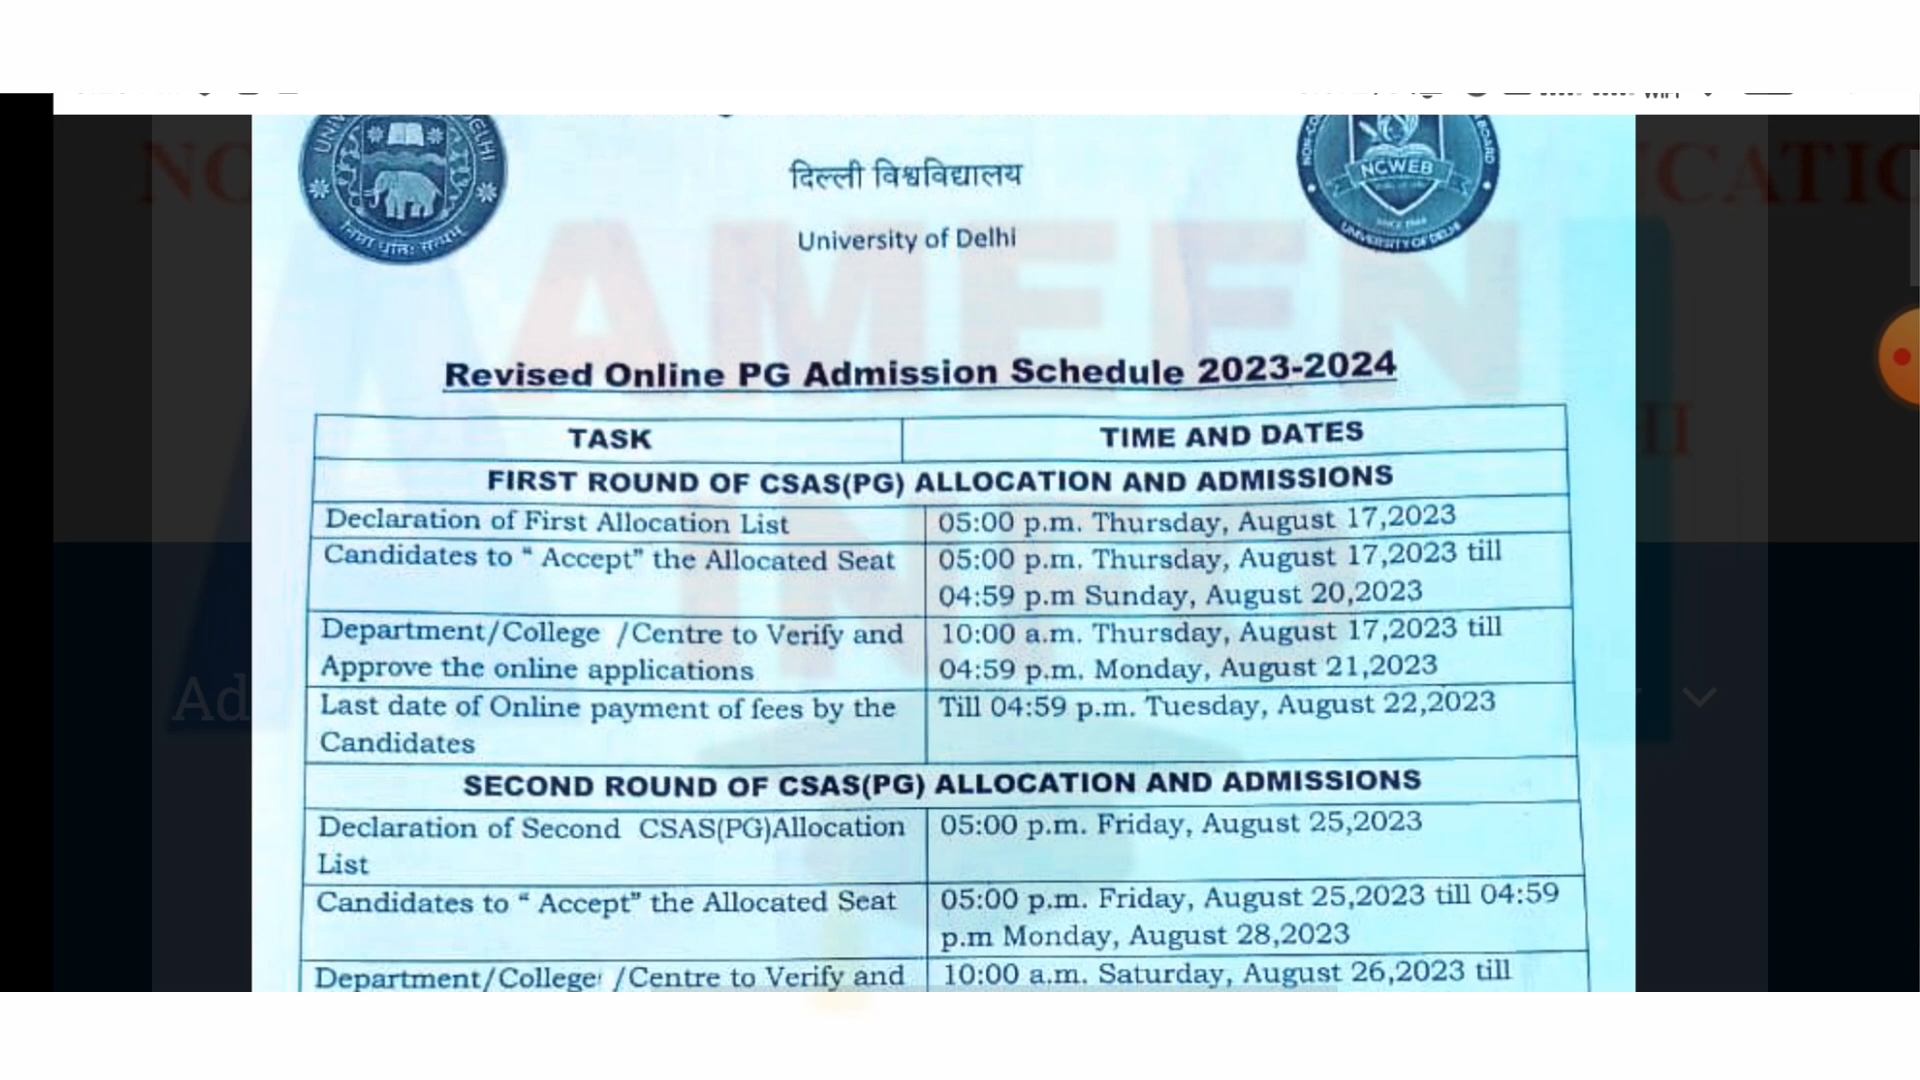 दिल्ली विश्वविद्यालय
University of Delhi
NCWEB
SINCE 1944
UNIVERSITY OF DELHI
AMEEN
INFO
Revised Online PG Admission Schedule 2023-2024
TASK TIME AND DATES
FIRST ROUND OF CSAS(PG) ALLOCATION AND ADMISSIONS
Declaration of First Allocation List 05:00 p.m. Thursday, August 17,2023
Candidates to “ Accept” the Allocated Seat 05:00 p.m. Thursday, August 17,2023 till
04:59 p.m Sunday, August 20,2023
Department/College /Centre to Verify and 10:00 a.m. Thursday, August 17,2023 till
Approve the online applications 04:59 p.m. Monday, August 21,2023
Last date of Online payment of fees by the Till 04:59 p.m. Tuesday, August 22,2023
Candidates
SECOND ROUND OF CSAS(PG) ALLOCATION AND ADMISSIONS
Declaration of Second CSAS(PG)Allocation 05:00 p.m. Friday, August 25,2023
List
Candidates to “ Accept” the Allocated Seat 05:00 p.m. Friday, August 25,2023 till 04:59
p.m Monday, August 28,2023
Department/College /Centre to Verify and 10:00 a.m. Saturday, August 26,2023 till